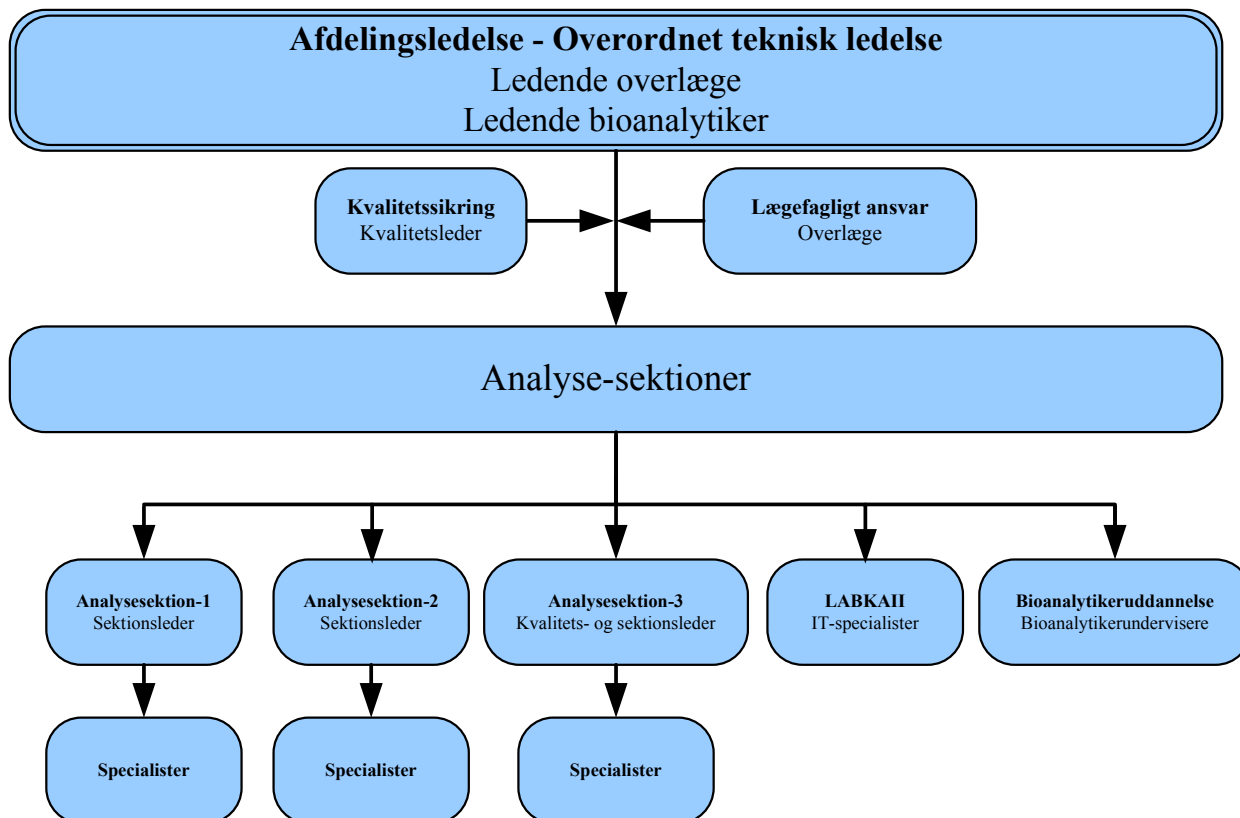 Afdelingsledelse - Overordnet teknisk ledelse
Ledende overlæge
Ledende bioanalytiker
Kvalitetssikring
Kvalitetsleder
Lægefagligt ansvar
Overlæge
Analyse-sektioner
Analysesektion-1
Sektionsleder
Analysesektion-2
Sektionsleder
Analysesektion-3
Kvalitets- og sektionsleder
LABKAII
IT-specialister
Bioanalytikeruddannelse
Bioanalytikerundervisere
Specialister
Specialister
Specialister